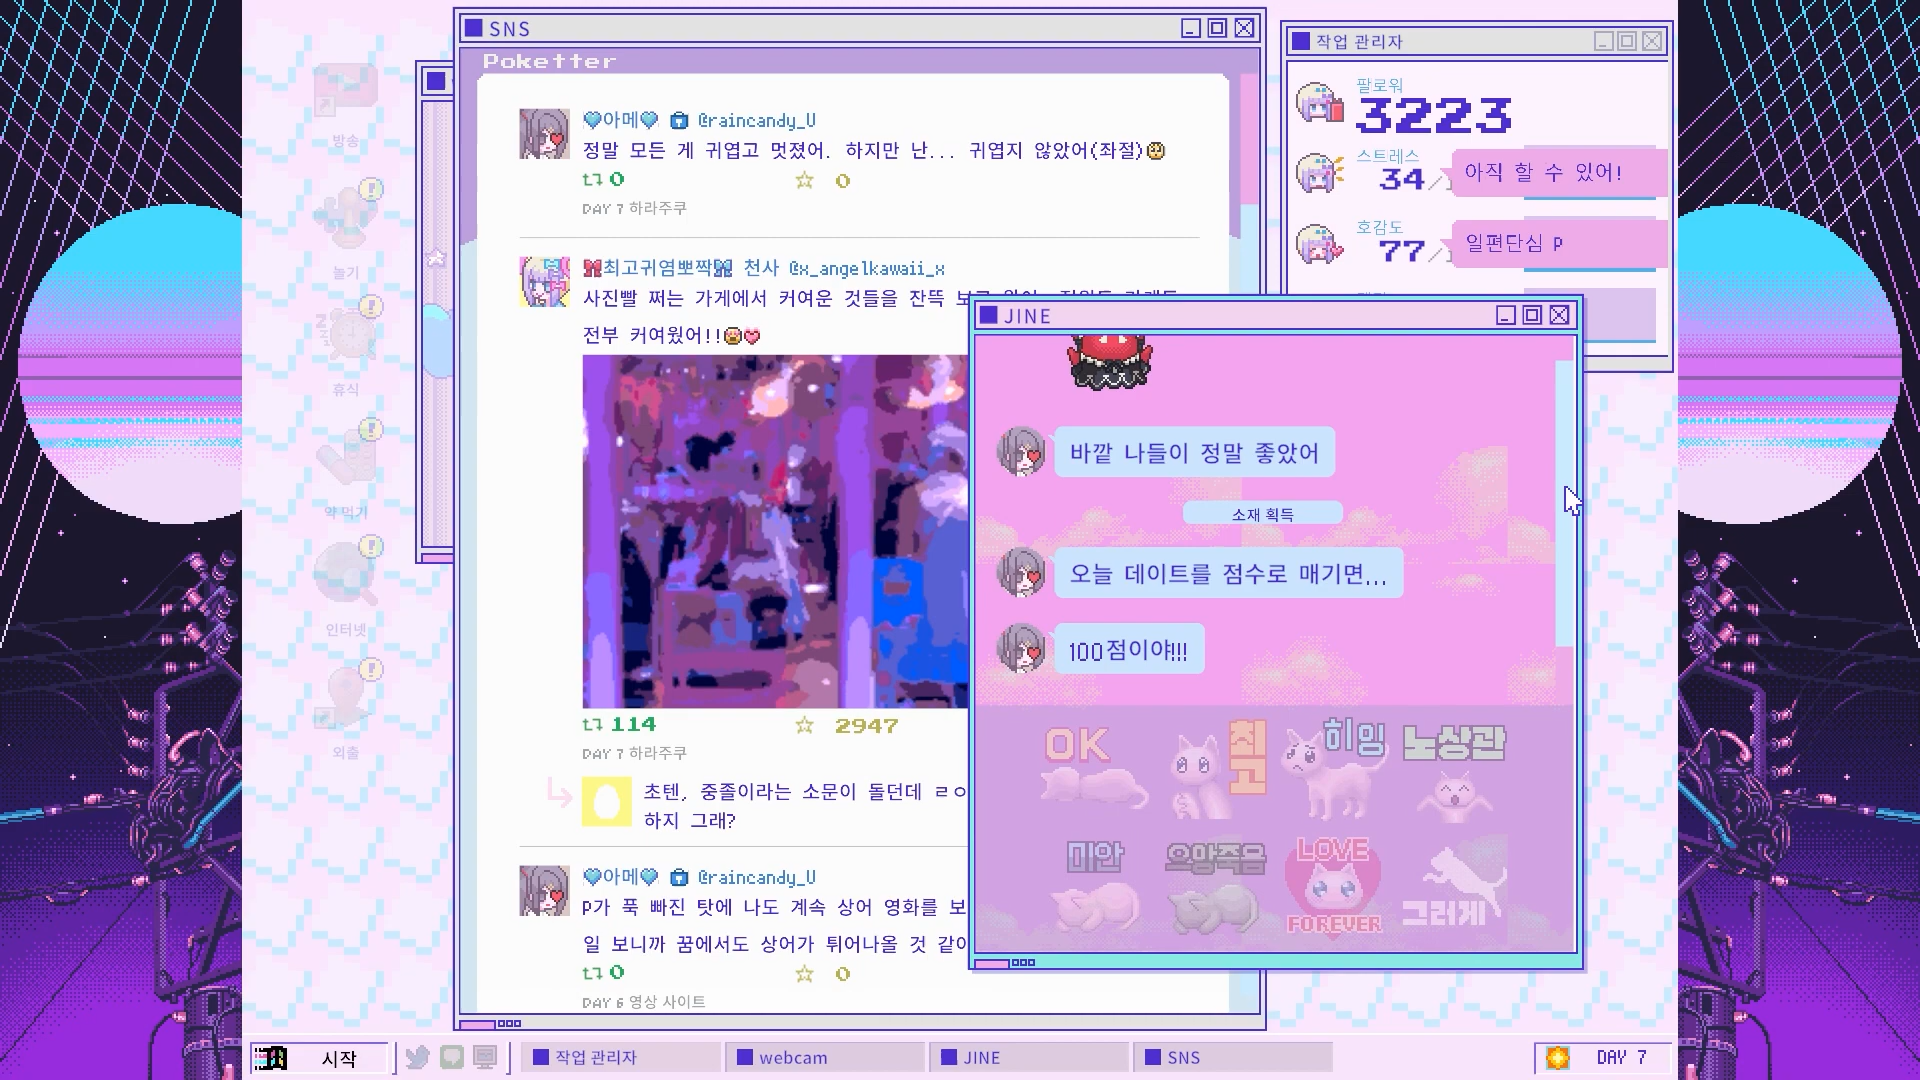 SNS
Poketter
💙아메💙 @raincandy_U
정말 모든 게 귀엽고 멋졌어. 하지만 난... 귀엽지 않았어(좌절)
0
0
DAY 7 하라주쿠
최고귀염뽀짝 천사 @x_angelkawaii_x
사진빨 쩌는 가게에서 커여운 것들을 잔뜩
전부 커여웠어!!
114
2947
DAY 7 하라주쿠
초텐, 중졸이라는 소문이 돌던데 ㄹㅇ
하지 그래?
💙아메💙 @raincandy_U
P가 푹 빠진 탓에 나도 계속 상어 영화를 보
일 보니까 꿈에서도 상어가 튀어나올 것 같아
0
0
DAY 6 영상 사이트
방송
놀기
휴식
약 먹기
인터넷
외출
작업 관리자
팔로워
3223
스트레스
34/1
아직 할 수 있어!
호감도
77/1
일편단심 P
JINE
바깥 나들이 정말 좋았어
소재 획득
오늘 데이트를 점수로 매기면...
100점이야!!!
OK
최고
히잉
노상관
미안
으앙죽음
LOVE
FOREVER
그러게
시작
작업 관리자
webcam
JINE
SNS
DAY 7